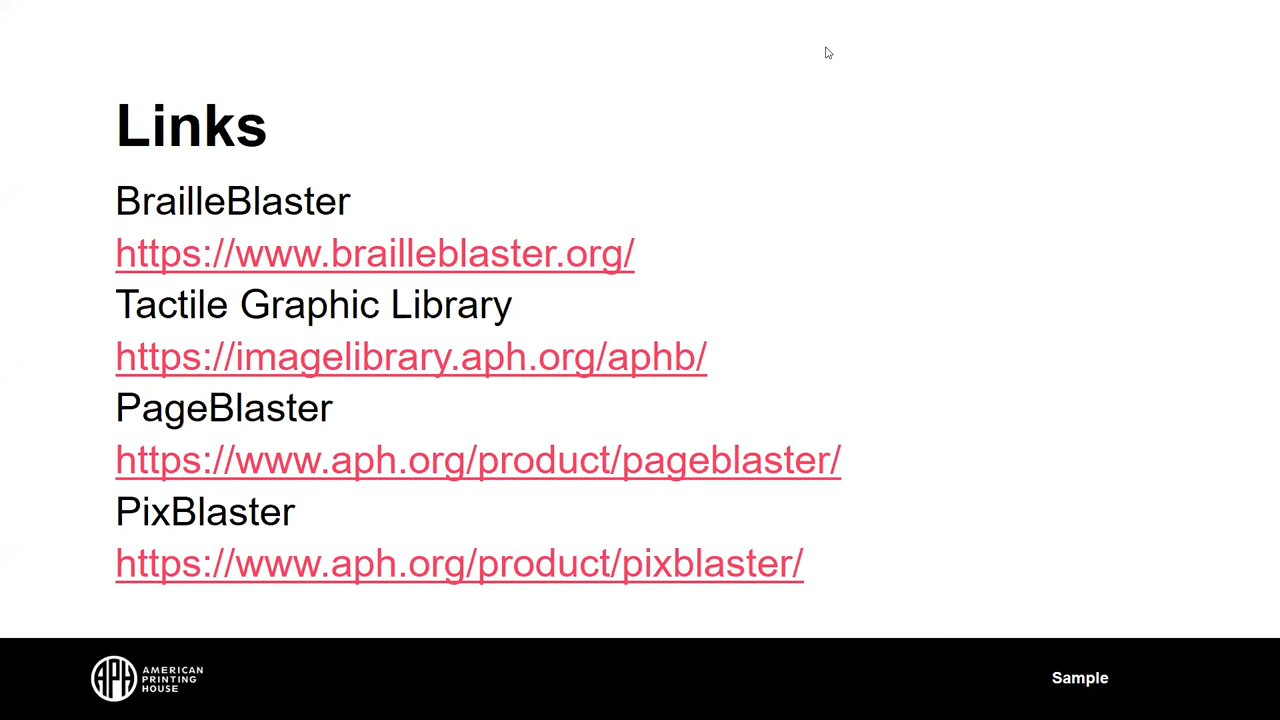 Links
BrailleBlaster
https://www.brailleblaster.org/
Tactile Graphic Library
https://imagelibrary.aph.org/aphb/
PageBlaster
https://www.aph.org/product/pageblaster/
PixBlaster
https://www.aph.org/product/pixblaster/
APH
AMERICAN
PRINTING
HOUSE
Sample